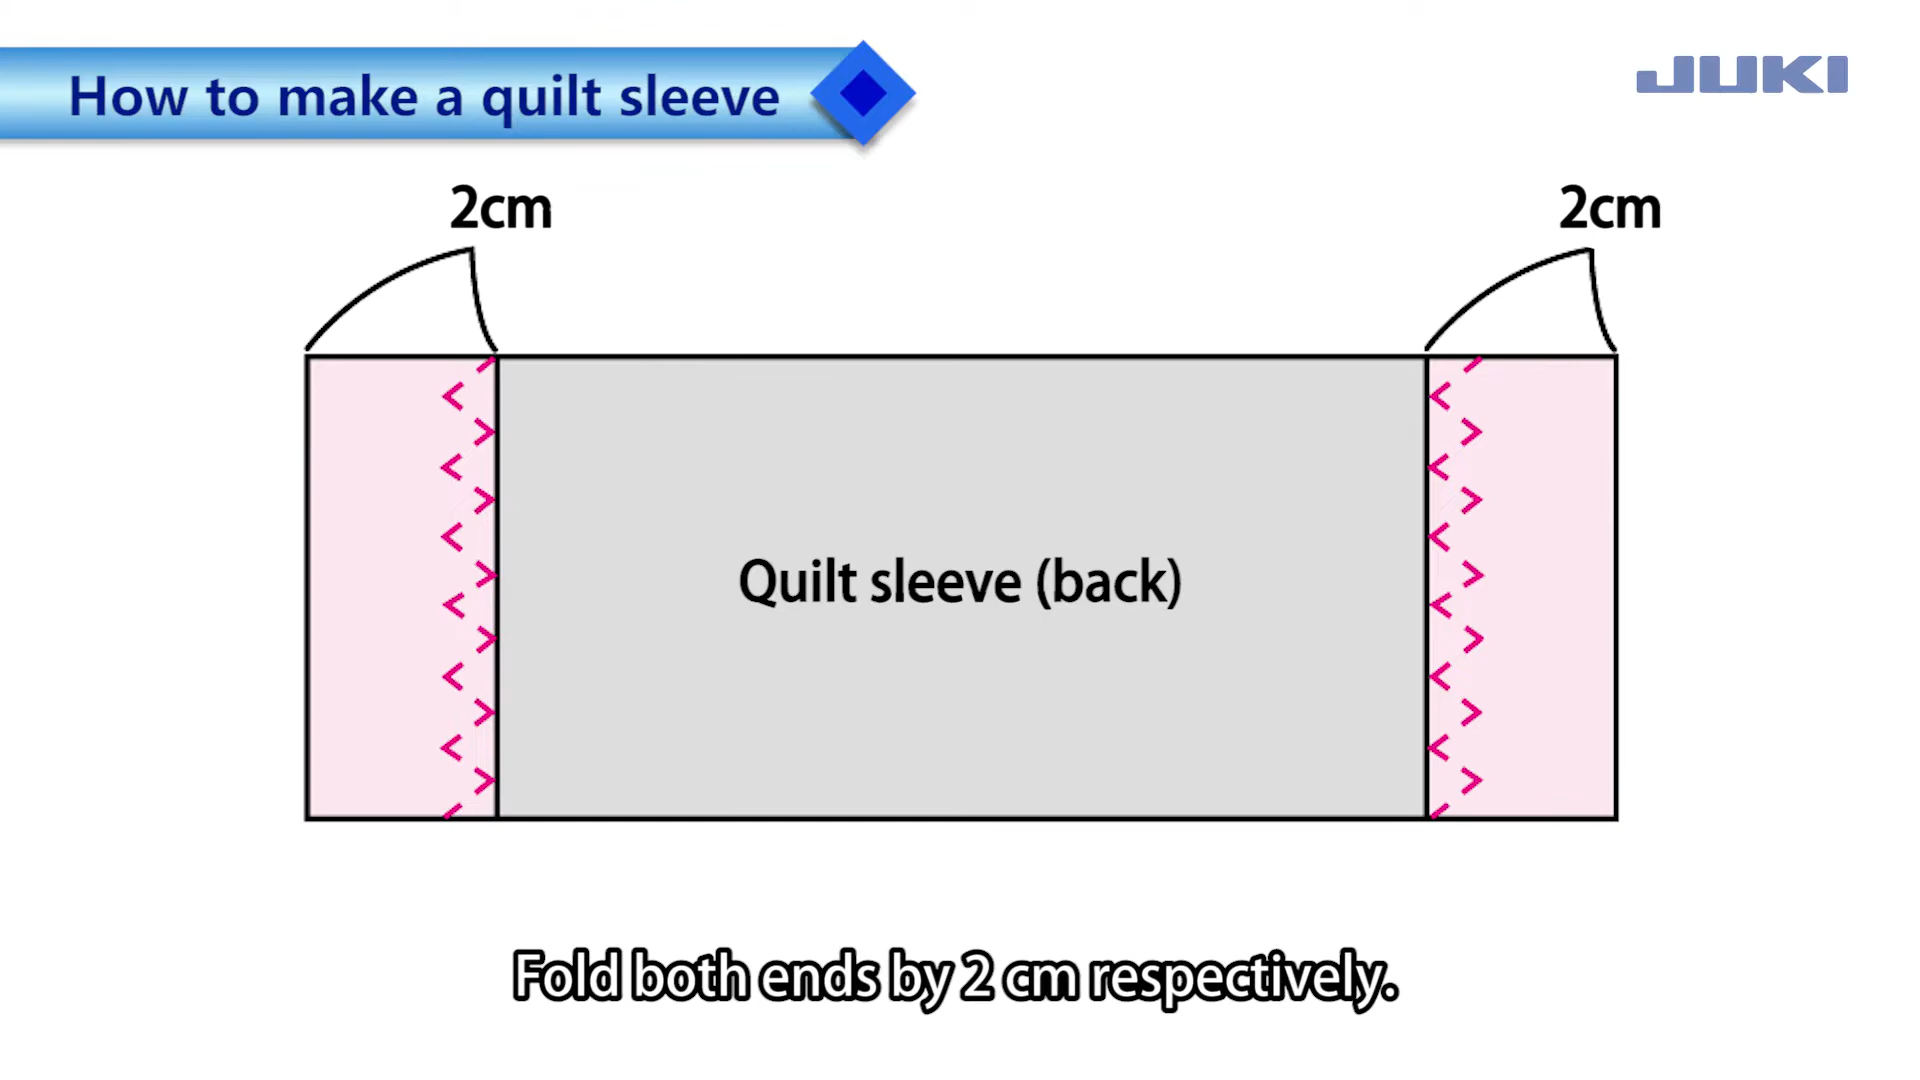 How to make a quilt sleeve
JUKI
2cm
2cm
Quilt sleeve (back)
Fold both ends by 2 cm respectively.